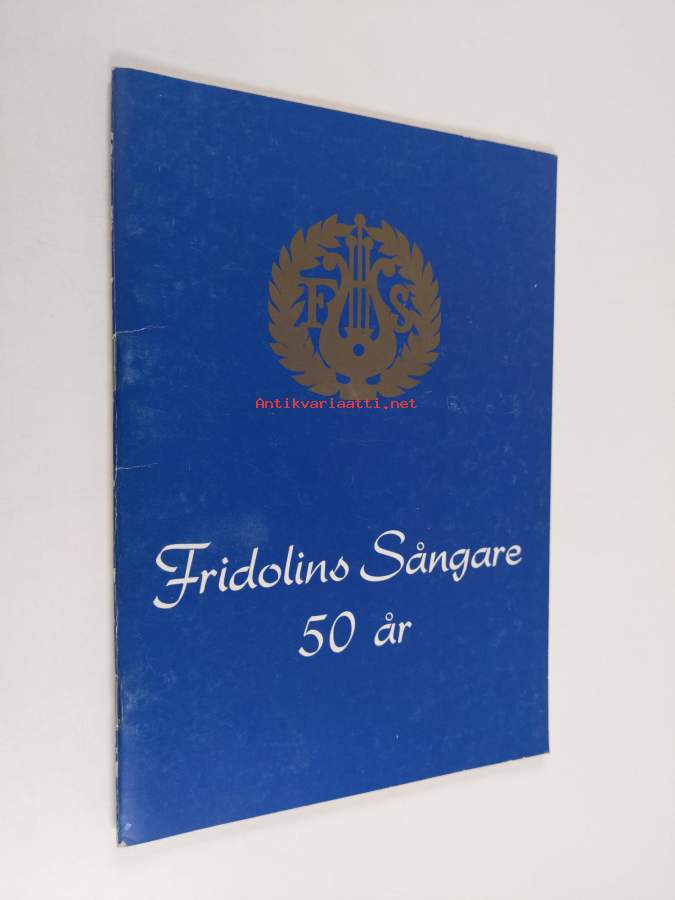 F S
Antikvariaatti.net
Fridolins Sångare
50 år